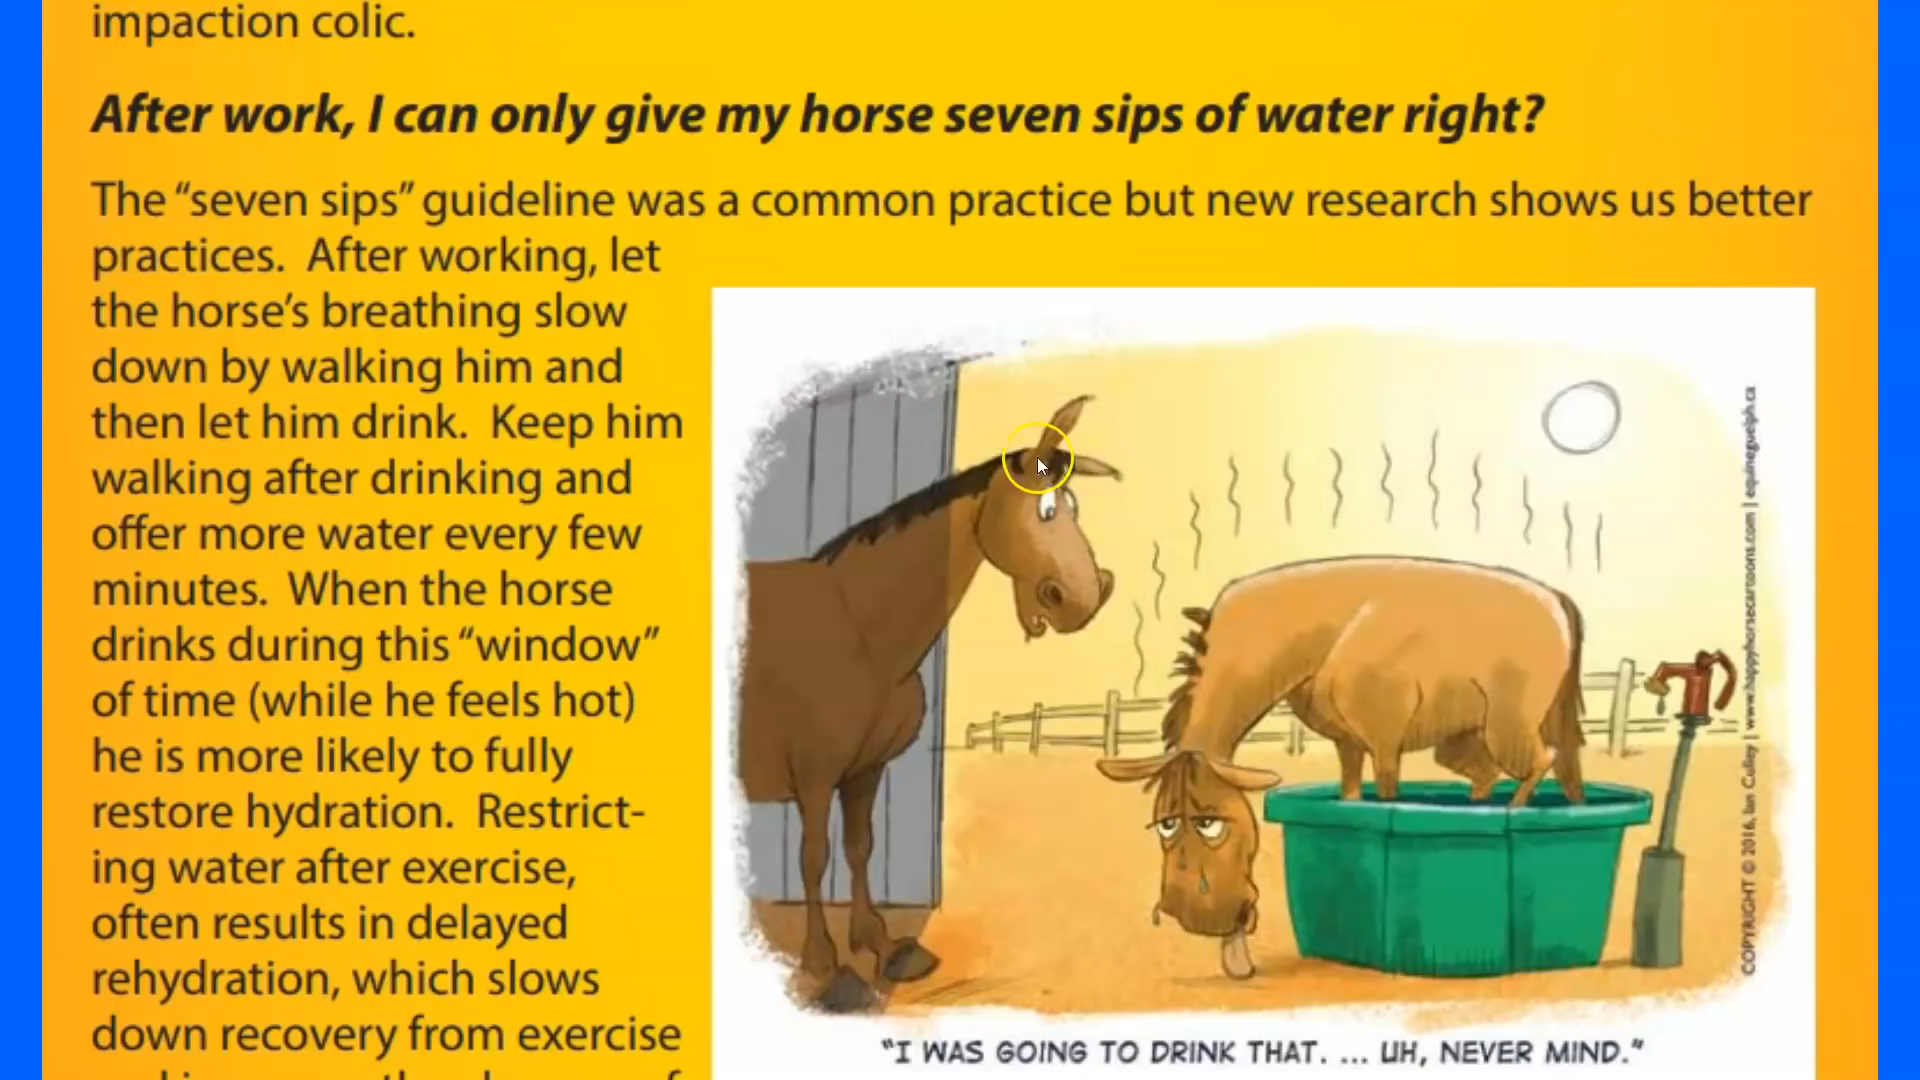 impaction colic.
After work, I can only give my horse seven sips of water right?
The “seven sips” guideline was a common practice but new research shows us better
practices.  After working, let
the horse’s breathing slow
down by walking him and
then let him drink.  Keep him
walking after drinking and
offer more water every few
minutes.  When the horse
drinks during this “window”
of time (while he feels hot)
he is more likely to fully
restore hydration.  Restrict-
ing water after exercise,
often results in delayed
rehydration, which slows
down recovery from exercise
COPYRIGHT © 2016, Ian Culley | www.happyhorsecartoons.com | equineguelph.ca
“I WAS GOING TO DRINK THAT. ... UH, NEVER MIND.”